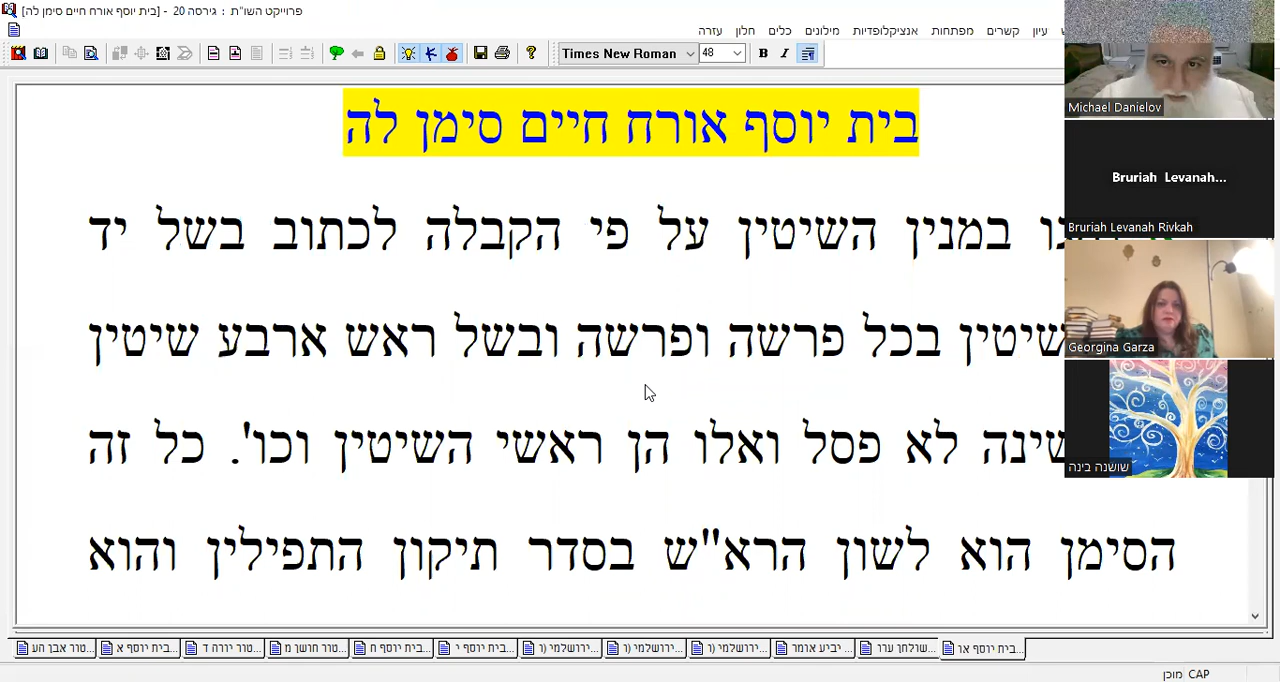 פרוייקט השו"ת : גירסה 20 - [בית יוסף אורח חיים סימן לה]
עיון קשרים מפתחות אנציקלופדיות מילונים כלים חלון עזרה
Times New Roman 48 B I
בית יוסף אורח חיים סימן לה
במנין השיטין על פי הקבלה לכתוב בשל יד
שיטין בכל פרשה ופרשה ובשל ראש ארבע שיטין
לא פסל ואלו הן ראשי השיטין וכו'. כל זה
הסימן הוא לשון הרא"ש בסדר תיקון התפילין והוא
Michael Danielov
Bruriah Levanah...
Bruriah Levanah Rivkah
Georgina Garza
שושנה בינה
...בית יוסף או ...שולחן ערו ...יביע אומר ...ירושלמי (ו ...ירושלמי (ו ...ירושלמי (ו ...בית יוסף י ...בית יוסף ח ...טור חושן מ ...טור יורה ד ...בית יוסף א ...טור אבן הע
מוכן CAP